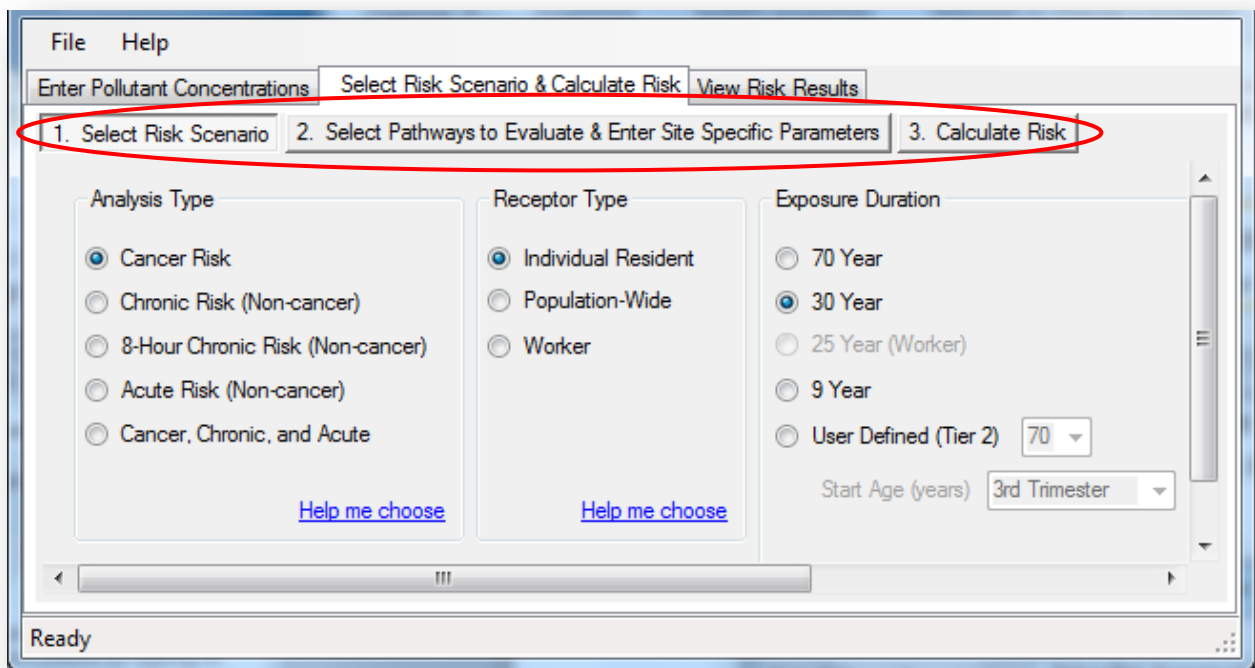 File Help
Enter Pollutant Concentrations Select Risk Scenario & Calculate Risk View Risk Results
1. Select Risk Scenario 2. Select Pathways to Evaluate & Enter Site Specific Parameters 3. Calculate Risk
Analysis Type
Cancer Risk
Chronic Risk (Non-cancer)
8-Hour Chronic Risk (Non-cancer)
Acute Risk (Non-cancer)
Cancer, Chronic, and Acute
Help me choose
Receptor Type
Individual Resident
Population-Wide
Worker
Help me choose
Exposure Duration
70 Year
30 Year
25 Year (Worker)
9 Year
User Defined (Tier 2) 70
Start Age (years) 3rd Trimester
Ready